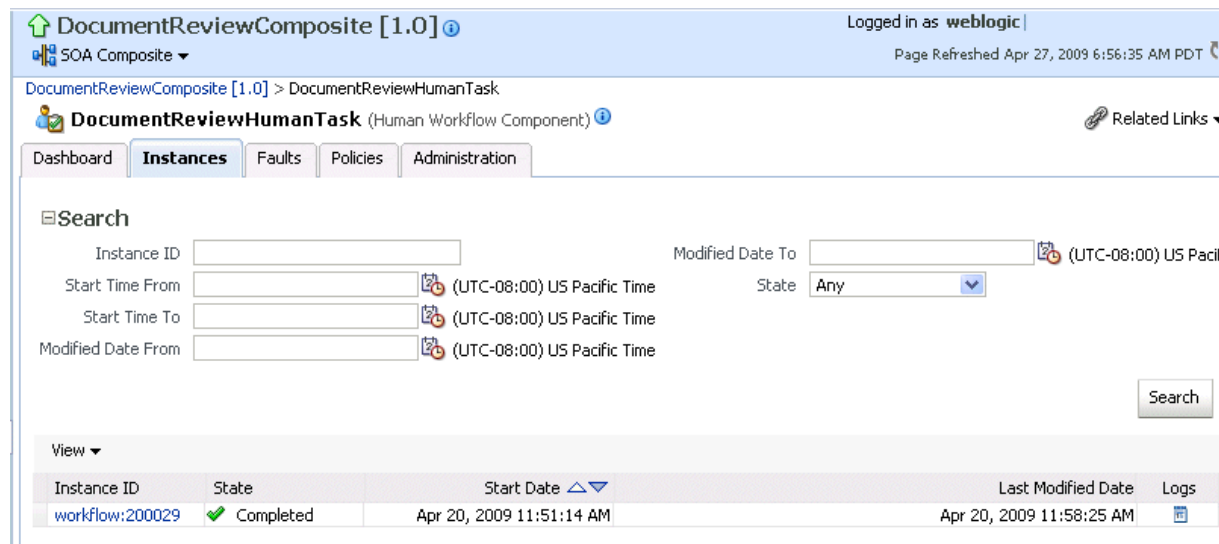 DocumentReviewComposite [1.0]
Logged in as weblogic
SOA Composite
Page Refreshed Apr 27, 2009 6:56:35 AM PDT
DocumentReviewComposite [1.0] > DocumentReviewHumanTask
DocumentReviewHumanTask (Human Workflow Component)
Related Links
Dashboard Instances Faults Policies Administration
Search
Instance ID Modified Date To (UTC-08:00) US Paci
Start Time From (UTC-08:00) US Pacific Time State Any
Start Time To (UTC-08:00) US Pacific Time
Modified Date From (UTC-08:00) US Pacific Time
Search
View
Instance ID State Start Date Last Modified Date Logs
workflow:200029 Completed Apr 20, 2009 11:51:14 AM Apr 20, 2009 11:58:25 AM